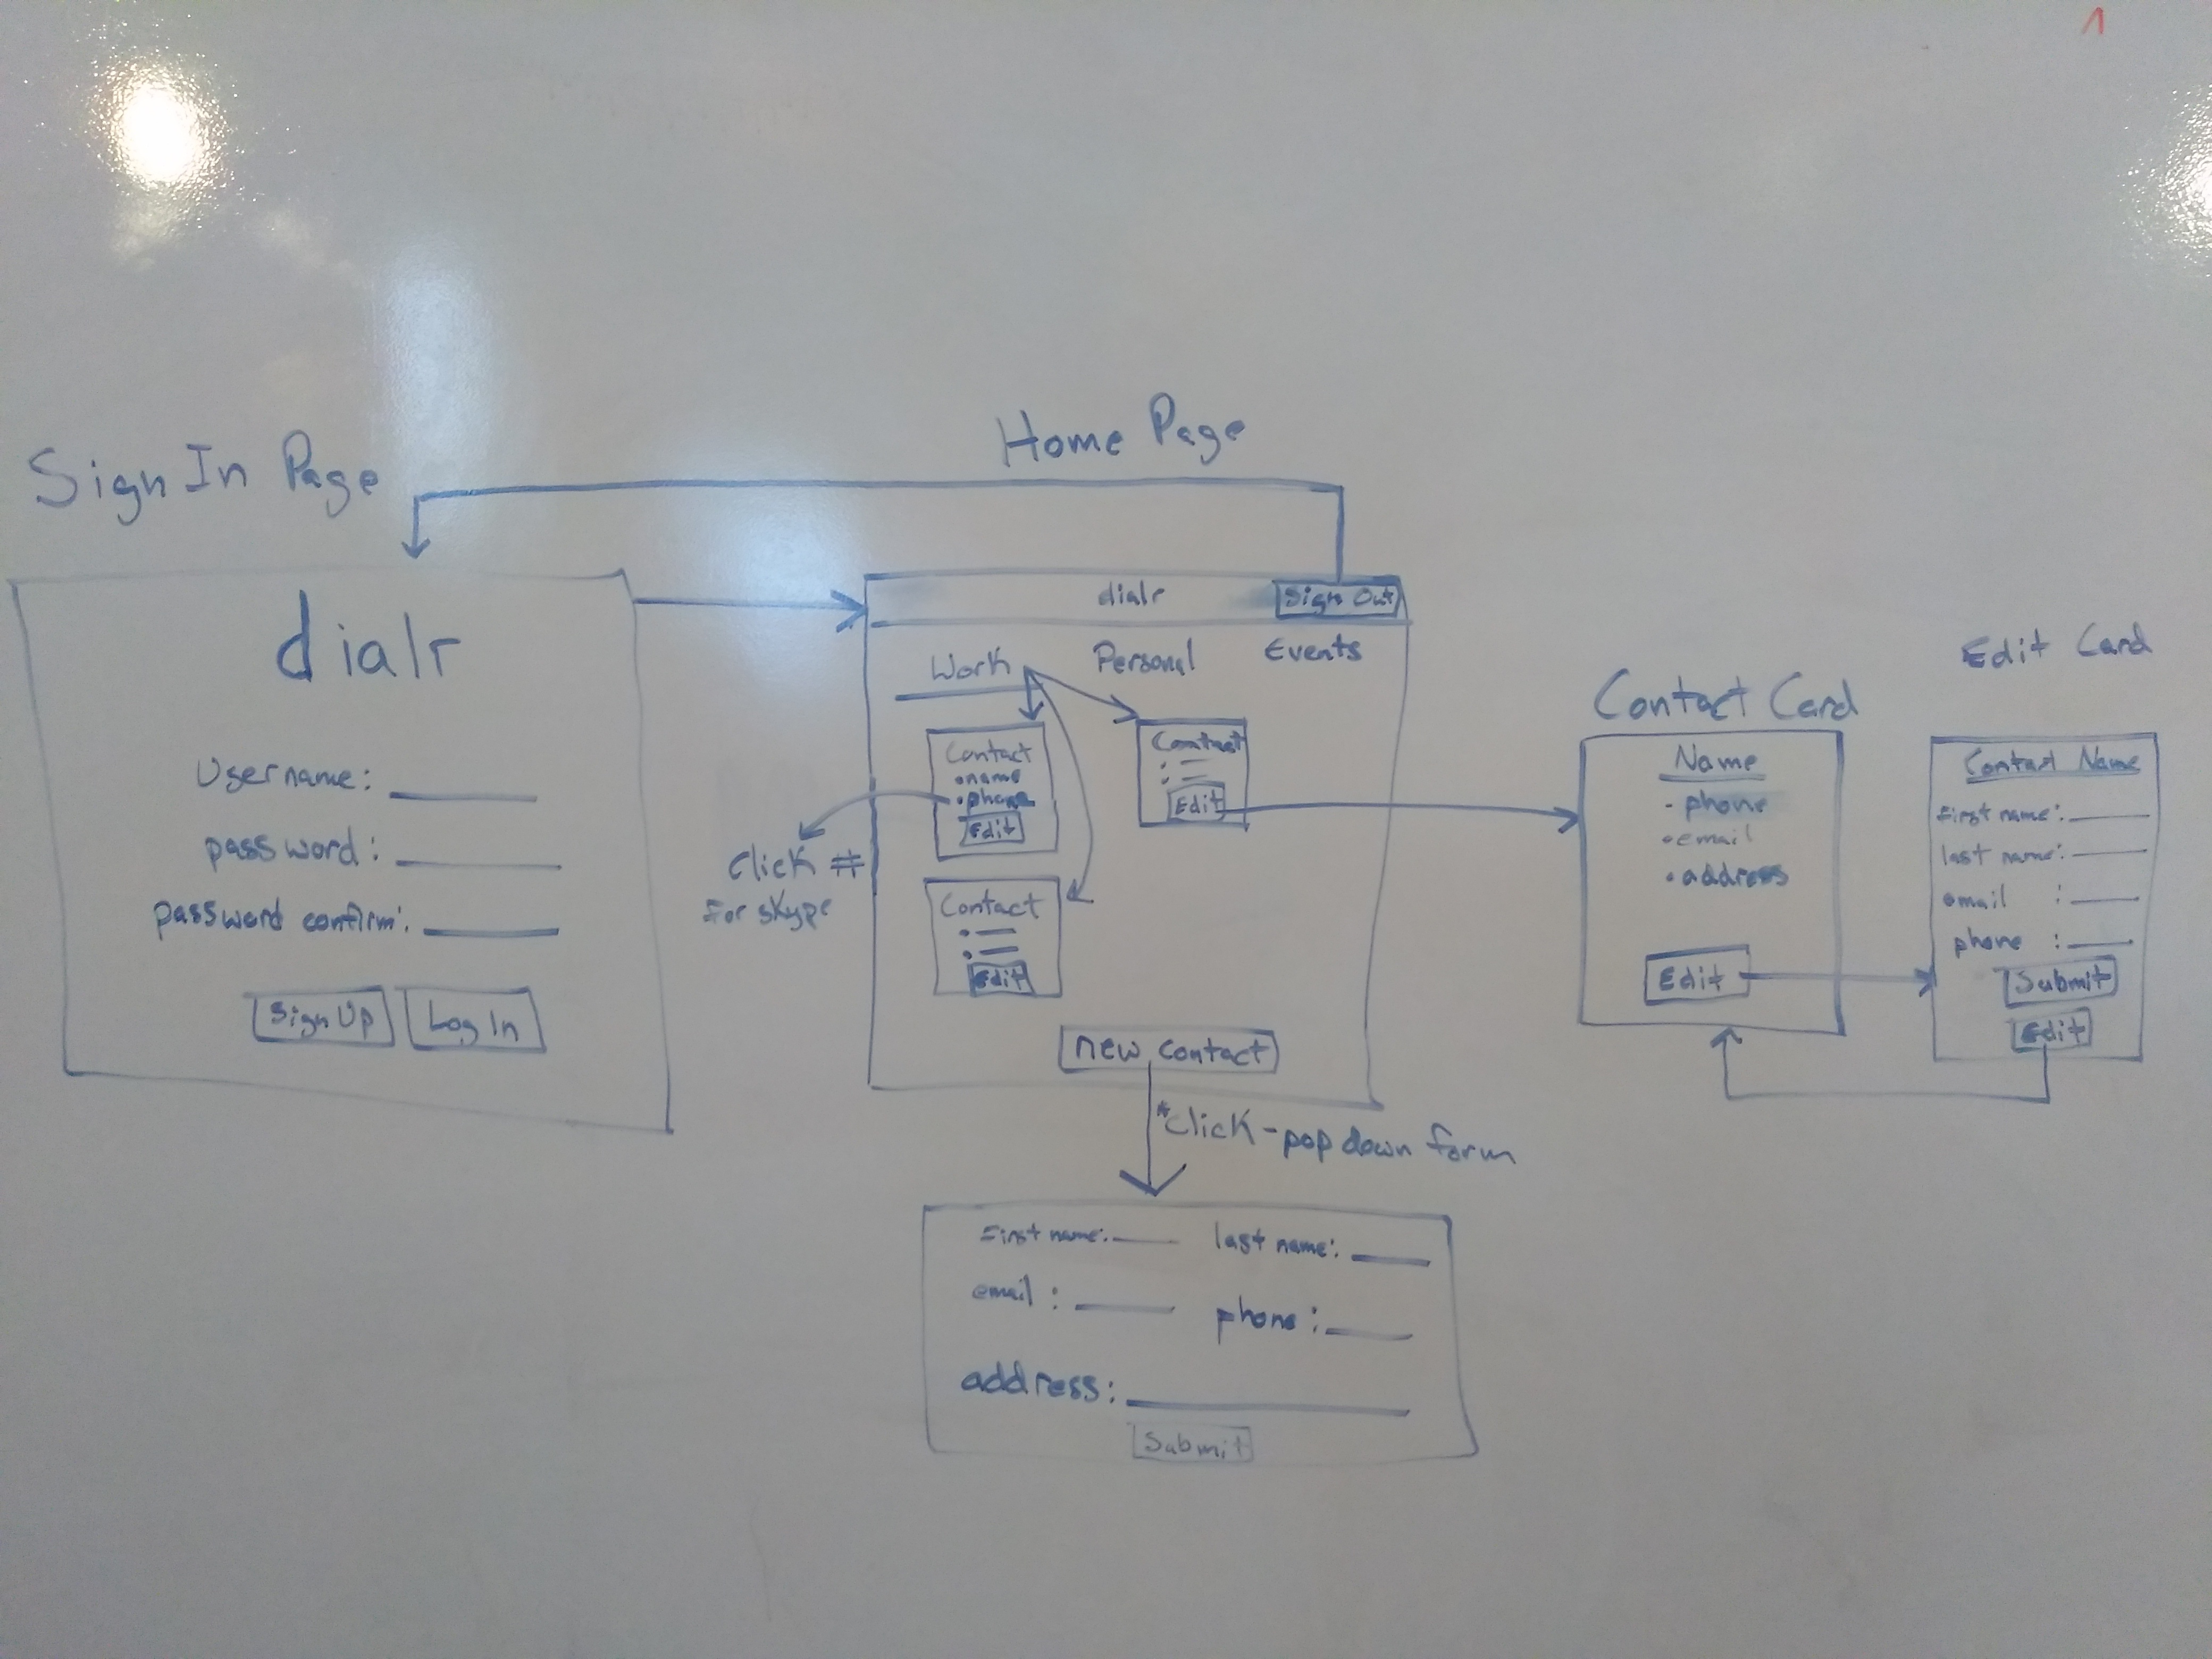 1
Home Page
Sign In Page
dialr
Username:
password:
password confirm:
Sign Up Log In
dialr Sign Out
Work Personal Events
Contact
• name
• phone
Edit
Contact
Edit
Click #
For skype
Contact
Edit
new contact
*Click - pop down form
First name: last name:
email : phone :
address:
Submit
Contact Card
Name
- phone
• email
• address
Edit
Edit Card
Contact Name
First name:
last name:
email :
phone :
Submit
Edit